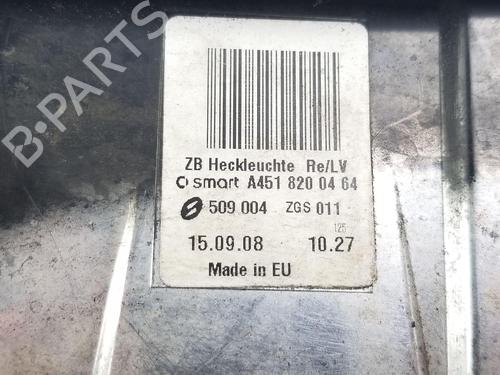 B-PARTS
ZB Heckleuchte Re/LV
smart A451 820 04 64
509.004 ZGS 011
125
15.09.08 10.27
Made in EU